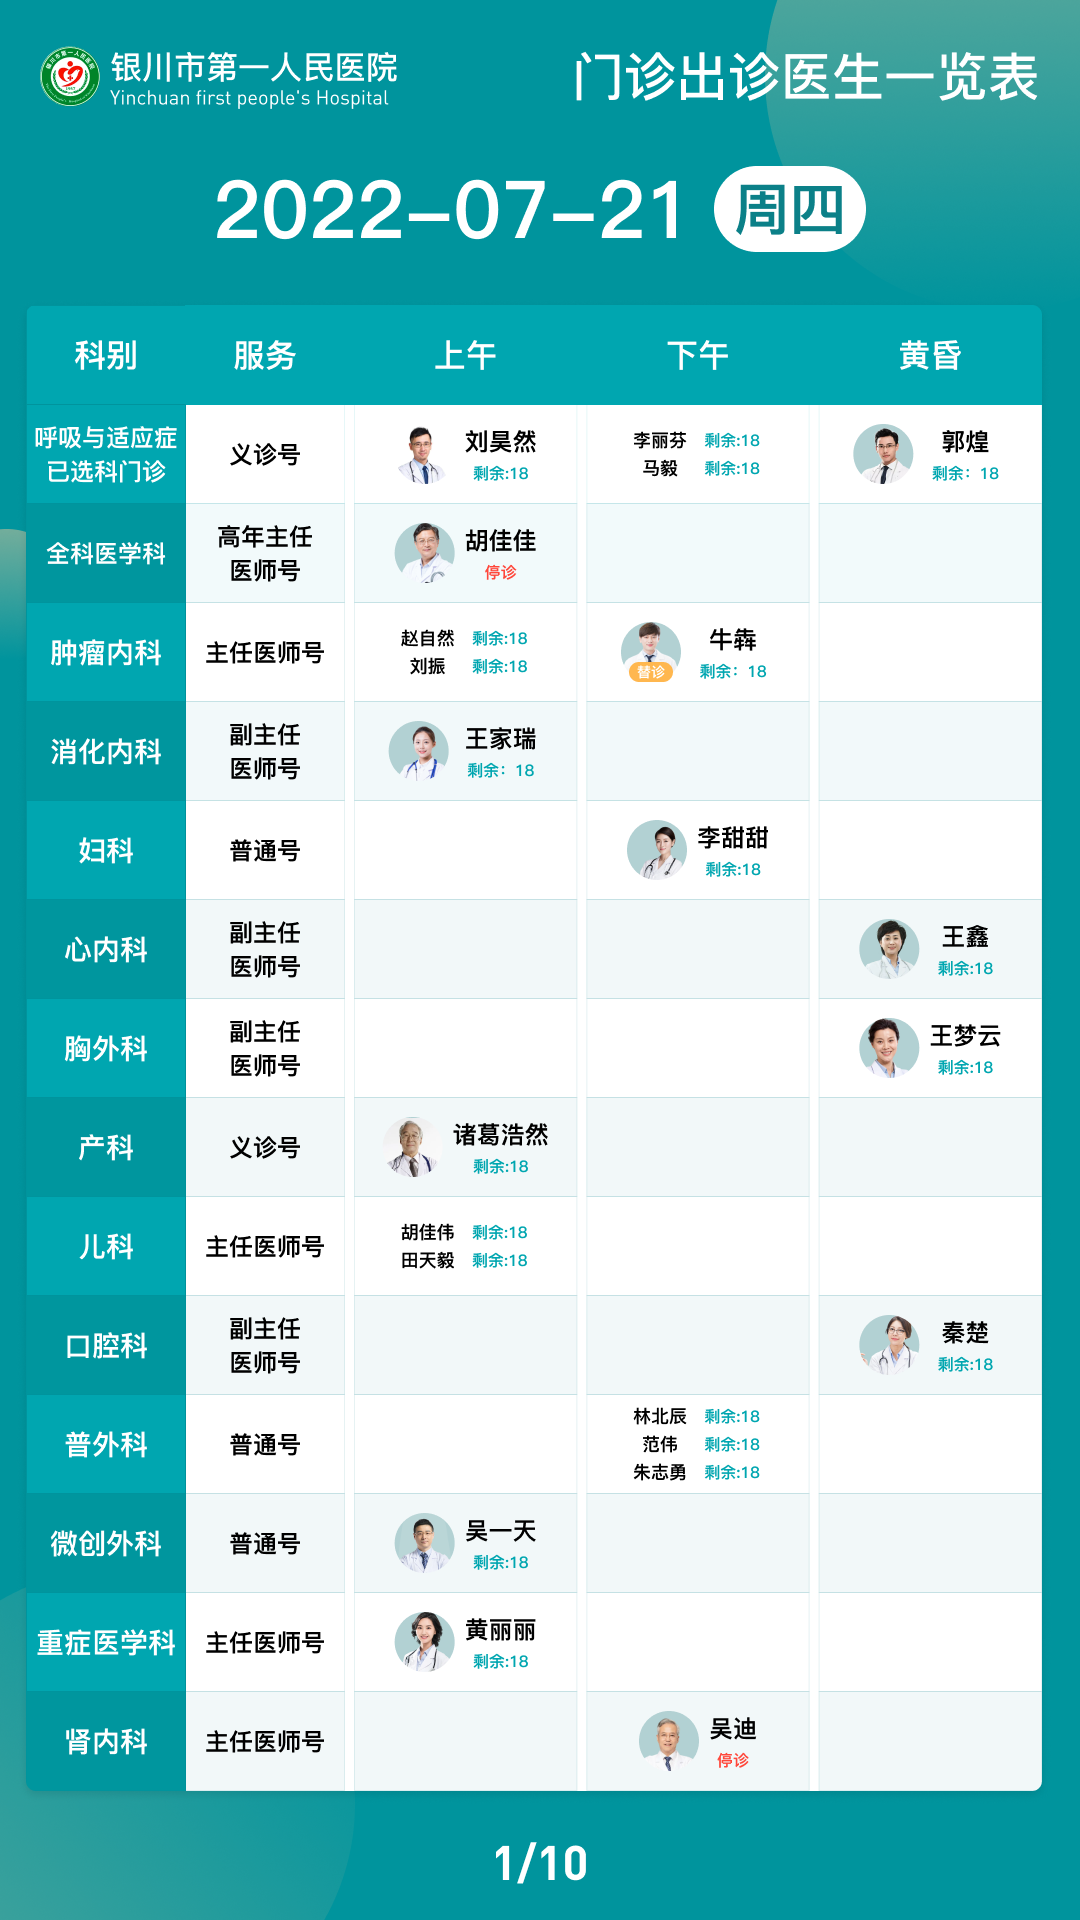 银川市第一人民医院
Yinchuan first people's Hospital
门诊出诊医生一览表
2022-07-21 周四
科别 服务 上午 下午 黄昏
呼吸与适应症
已选科门诊
义诊号
刘昊然
剩余:18
李丽芬 剩余:18
马毅 剩余:18
郭煌
剩余：18
全科医学科
高年主任
医师号
胡佳佳
停诊
肿瘤内科
主任医师号
赵自然 剩余:18
刘振 剩余:18
替诊
牛犇
剩余：18
消化内科
副主任
医师号
王家瑞
剩余：18
妇科
普通号
李甜甜
剩余:18
心内科
副主任
医师号
王鑫
剩余:18
胸外科
副主任
医师号
王梦云
剩余:18
产科
义诊号
诸葛浩然
剩余:18
儿科
主任医师号
胡佳伟 剩余:18
田天毅 剩余:18
口腔科
副主任
医师号
秦楚
剩余:18
普外科
普通号
林北辰 剩余:18
范伟 剩余:18
朱志勇 剩余:18
微创外科
普通号
吴一天
剩余:18
重症医学科
主任医师号
黄丽丽
剩余:18
肾内科
主任医师号
吴迪
停诊
1/10